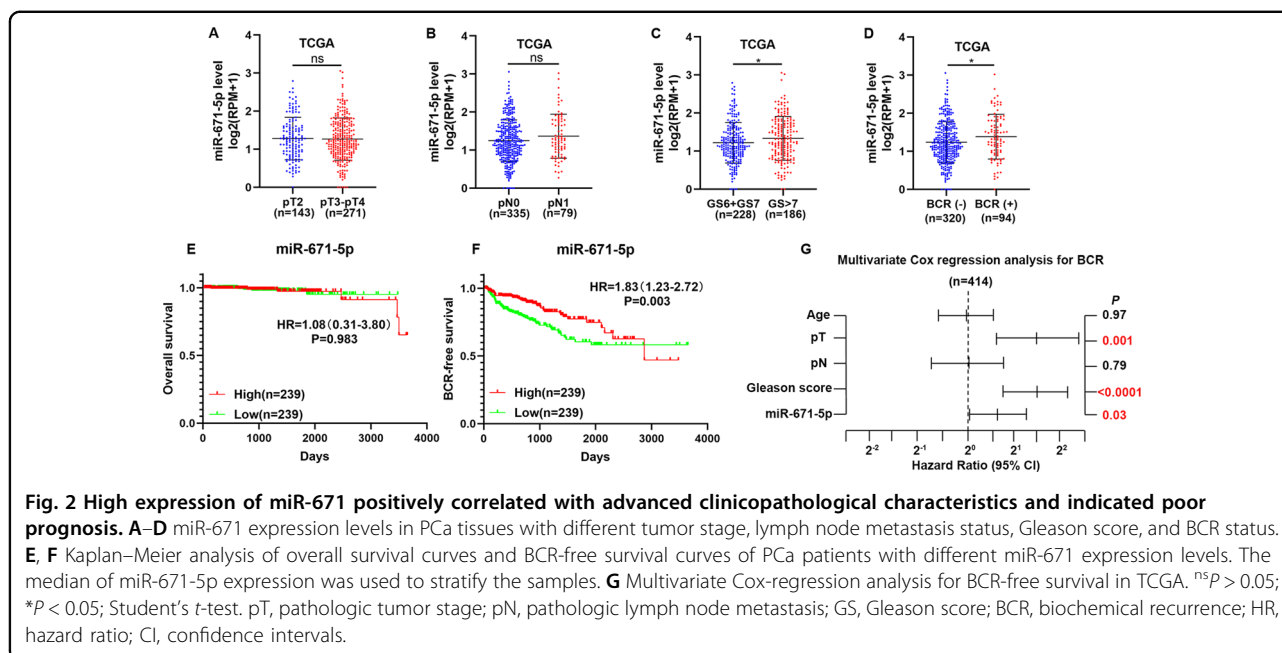 A
TCGA
ns
miR-671-5p level
log2(RPM+1)
4
3
2
1
0
pT2
(n=143)
pT3-pT4
(n=271)
B
TCGA
ns
miR-671-5p level
log2(RPM+1)
4
3
2
1
0
pN0
(n=335)
pN1
(n=79)
C
TCGA
*
miR-671-5p level
log2(RPM+1)
4
3
2
1
0
GS6+GS7
(n=228)
GS>7
(n=186)
D
TCGA
*
miR-671-5p level
log2(RPM+1)
4
3
2
1
0
BCR (-)
(n=320)
BCR (+)
(n=94)
E
miR-671-5p
Overall survival
1.0
0.5
0.0
HR=1.08(0.31-3.80)
P=0.983
High(n=239)
Low(n=239)
0 1000 2000 3000 4000
Days
F
miR-671-5p
BCR-free survival
1.0
0.5
0.0
HR=1.83(1.23-2.72)
P=0.003
High(n=239)
Low(n=239)
0 1000 2000 3000 4000
Days
G
Multivariate Cox regression analysis for BCR
(n=414)
P
Age 0.97
pT 0.001
pN 0.79
Gleason score <0.0001
miR-671-5p 0.03
2-2 2-1 20 21 22
Hazard Ratio (95% CI)
Fig. 2 High expression of miR-671 positively correlated with advanced clinicopathological characteristics and indicated poor
prognosis. A–D miR-671 expression levels in PCa tissues with different tumor stage, lymph node metastasis status, Gleason score, and BCR status.
E, F Kaplan–Meier analysis of overall survival curves and BCR-free survival curves of PCa patients with different miR-671 expression levels. The
median of miR-671-5p expression was used to stratify the samples. G Multivariate Cox-regression analysis for BCR-free survival in TCGA. nsP > 0.05;
*P < 0.05; Student's t-test. pT, pathologic tumor stage; pN, pathologic lymph node metastasis; GS, Gleason score; BCR, biochemical recurrence; HR,
hazard ratio; CI, confidence intervals.